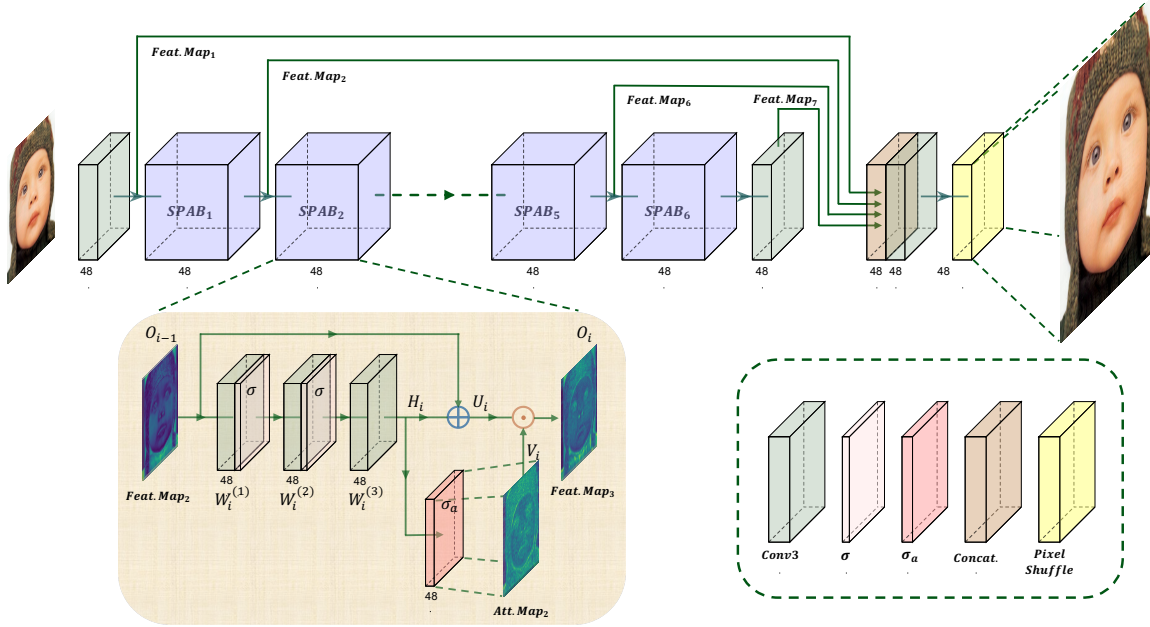 Feat.Map₁
Feat.Map₂
Feat.Map₆
Feat.Map₇
SPAB₁
SPAB₂
SPAB₅
SPAB₆
48
48
48
48
48
48
48 48
48
Oᵢ₋₁
Oᵢ
σ
σ
Hᵢ
Uᵢ
Vᵢ
σₐ
48
48
48
Wᵢ⁽¹⁾
Wᵢ⁽²⁾
Wᵢ⁽³⁾
Feat.Map₂
Feat.Map₃
48
Att.Map₂
Conv3
σ
σₐ
Concat.
Pixel
Shuffle